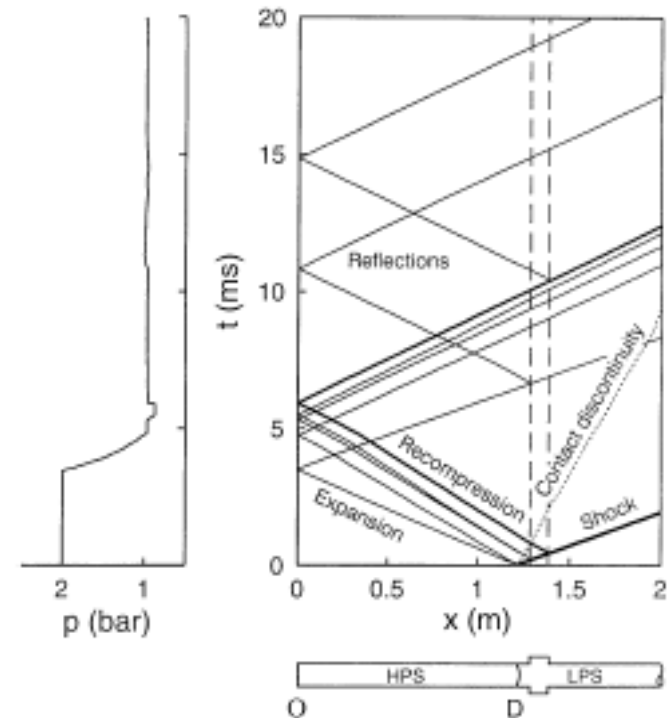 20
15
10
5
0
t (ms)
Reflections
Contact discontinuity
Recompression
Expansion
Shock
2
1
p (bar)
0
0.5
1
1.5
2
x (m)
HPS
LPS
O
D